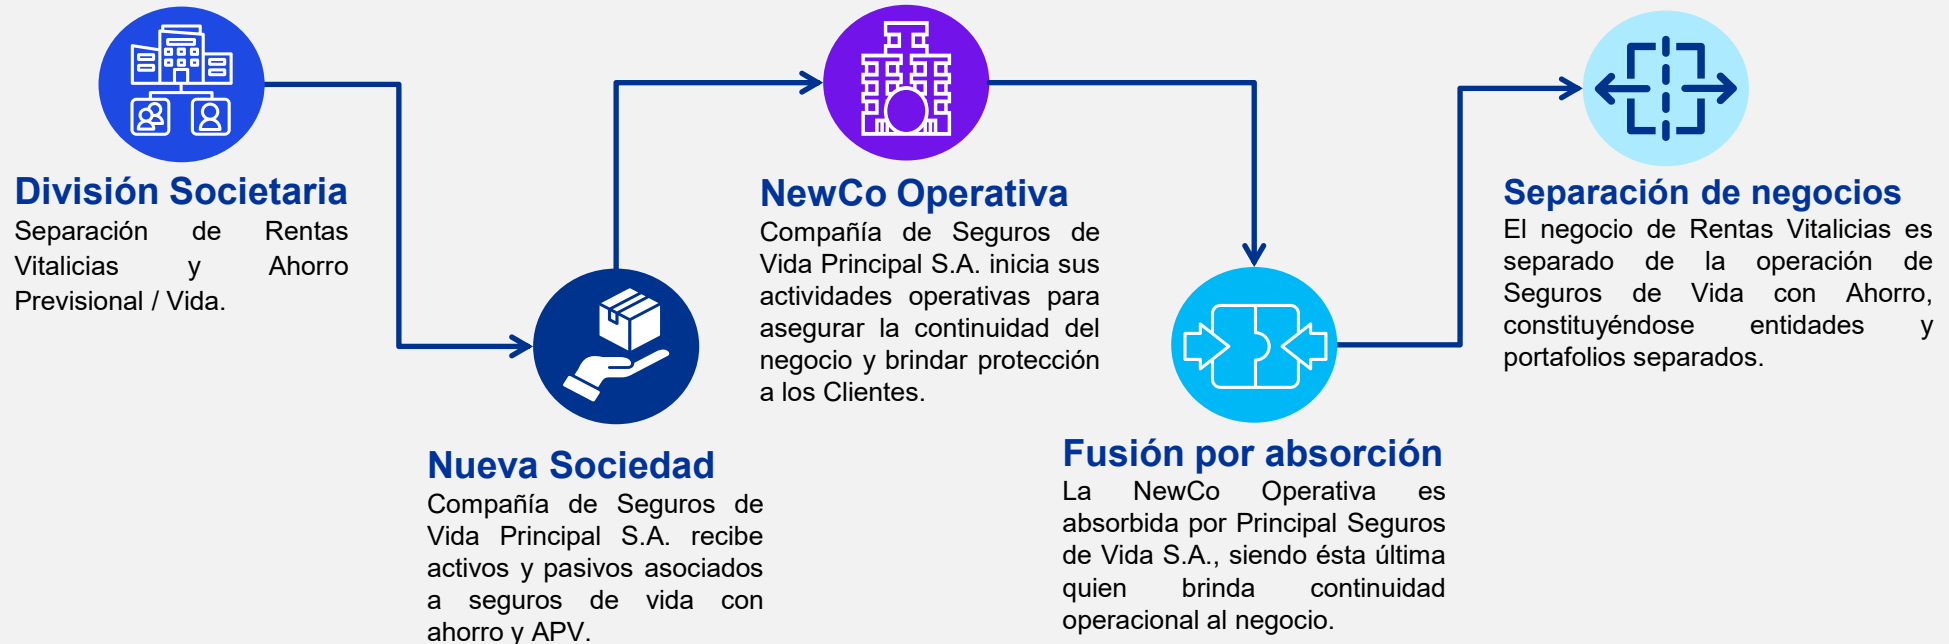 División Societaria
Separación de Rentas
Vitalicias y Ahorro
Previsional / Vida.
Nueva Sociedad
Compañía de Seguros de
Vida Principal S.A. recibe
activos y pasivos asociados
a seguros de vida con
ahorro y APV.
NewCo Operativa
Compañía de Seguros de
Vida Principal S.A. inicia sus
actividades operativas para
asegurar la continuidad del
negocio y brindar protección
a los Clientes.
Fusión por absorción
La NewCo Operativa es
absorbida por Principal Seguros
de Vida S.A., siendo ésta última
quien brinda continuidad
operacional al negocio.
Separación de negocios
El negocio de Rentas Vitalicias es
separado de la operación de
Seguros de Vida con Ahorro,
constituyéndose entidades y
portafolios separados.